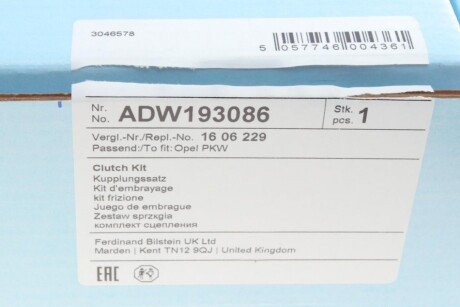 3046578
5 057746 004361
Nr.
No. ADW193086
Stk.
pcs. 1
Vergl.-Nr./Repl.-No. 16 06 229
Passend:/To fit: Opel PKW
Clutch Kit
Kupplungssatz
Kit d'embrayage
kit frizione
Juego de embrague
Zestaw sprzxgia
комплект сцепления
Ferdinand Bilstein UK Ltd
Marden | Kent TN12 9QJ | United Kingdom
EAC